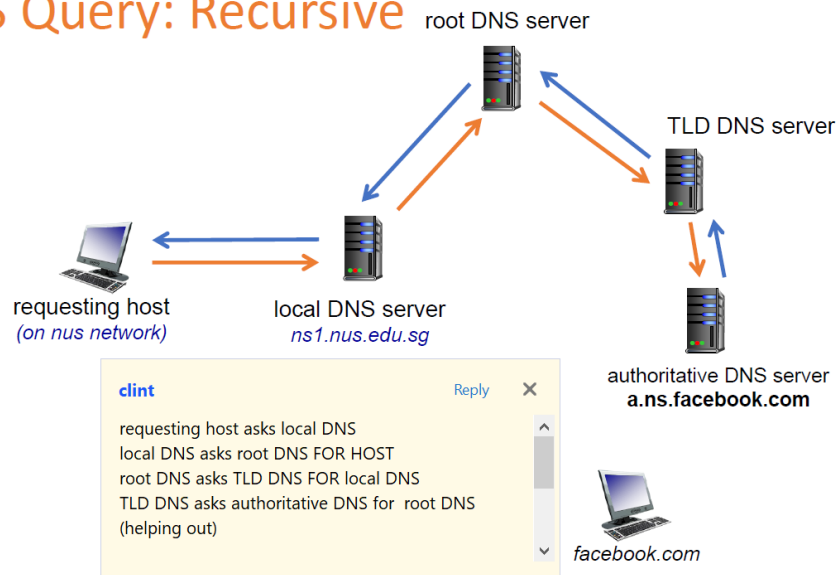 S Query: Recursive
root DNS server
TLD DNS server
requesting host
(on nus network)
local DNS server
ns1.nus.edu.sg
authoritative DNS server
a.ns.facebook.com
clint
Reply
requesting host asks local DNS
local DNS asks root DNS FOR HOST
root DNS asks TLD DNS FOR local DNS
TLD DNS asks authoritative DNS for root DNS
(helping out)
facebook.com